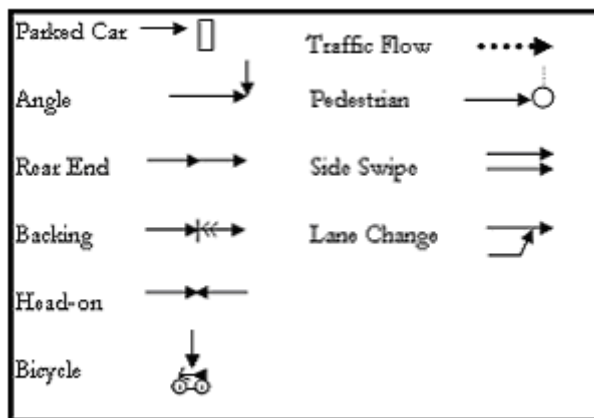 Parked Car
Traffic Flow
Angle
Pedestrian
Rear End
Side Swipe
Backing
Lane Change
Head-on
Bicycle